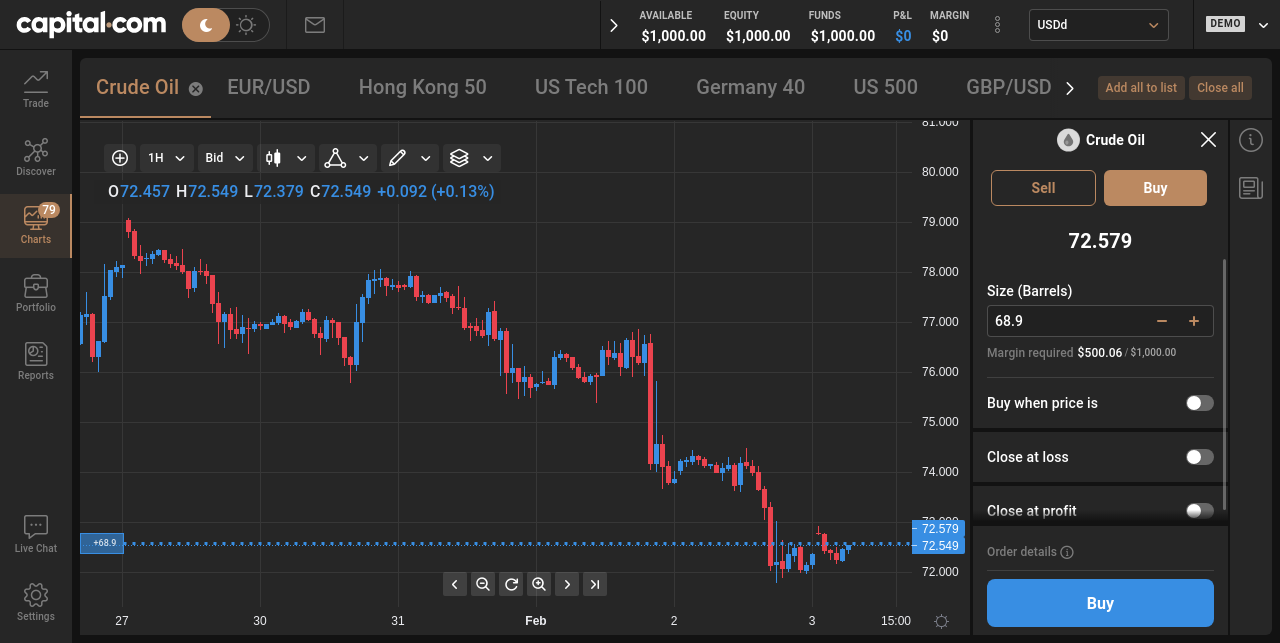 capital.com
AVAILABLE EQUITY FUNDS P&L MARGIN
$1,000.00 $1,000.00 $1,000.00 $0 $0
USDd
DEMO
Trade
Discover
79
Charts
Portfolio
Reports
Live Chat
Settings
Crude Oil EUR/USD Hong Kong 50 US Tech 100 Germany 40 US 500 GBP/USD
Add all to list Close all
1H Bid
O72.457 H72.549 L72.379 C72.549 +0.092 (+0.13%)
81.000
80.000
79.000
78.000
77.000
76.000
75.000
74.000
73.000
72.579
72.549
72.000
+68.9
27 30 31 Feb 2 3 15:00
Crude Oil
Sell Buy
72.579
Size (Barrels)
68.9
Margin required $500.06 / $1,000.00
Buy when price is
Close at loss
Close at profit
Order details
Buy